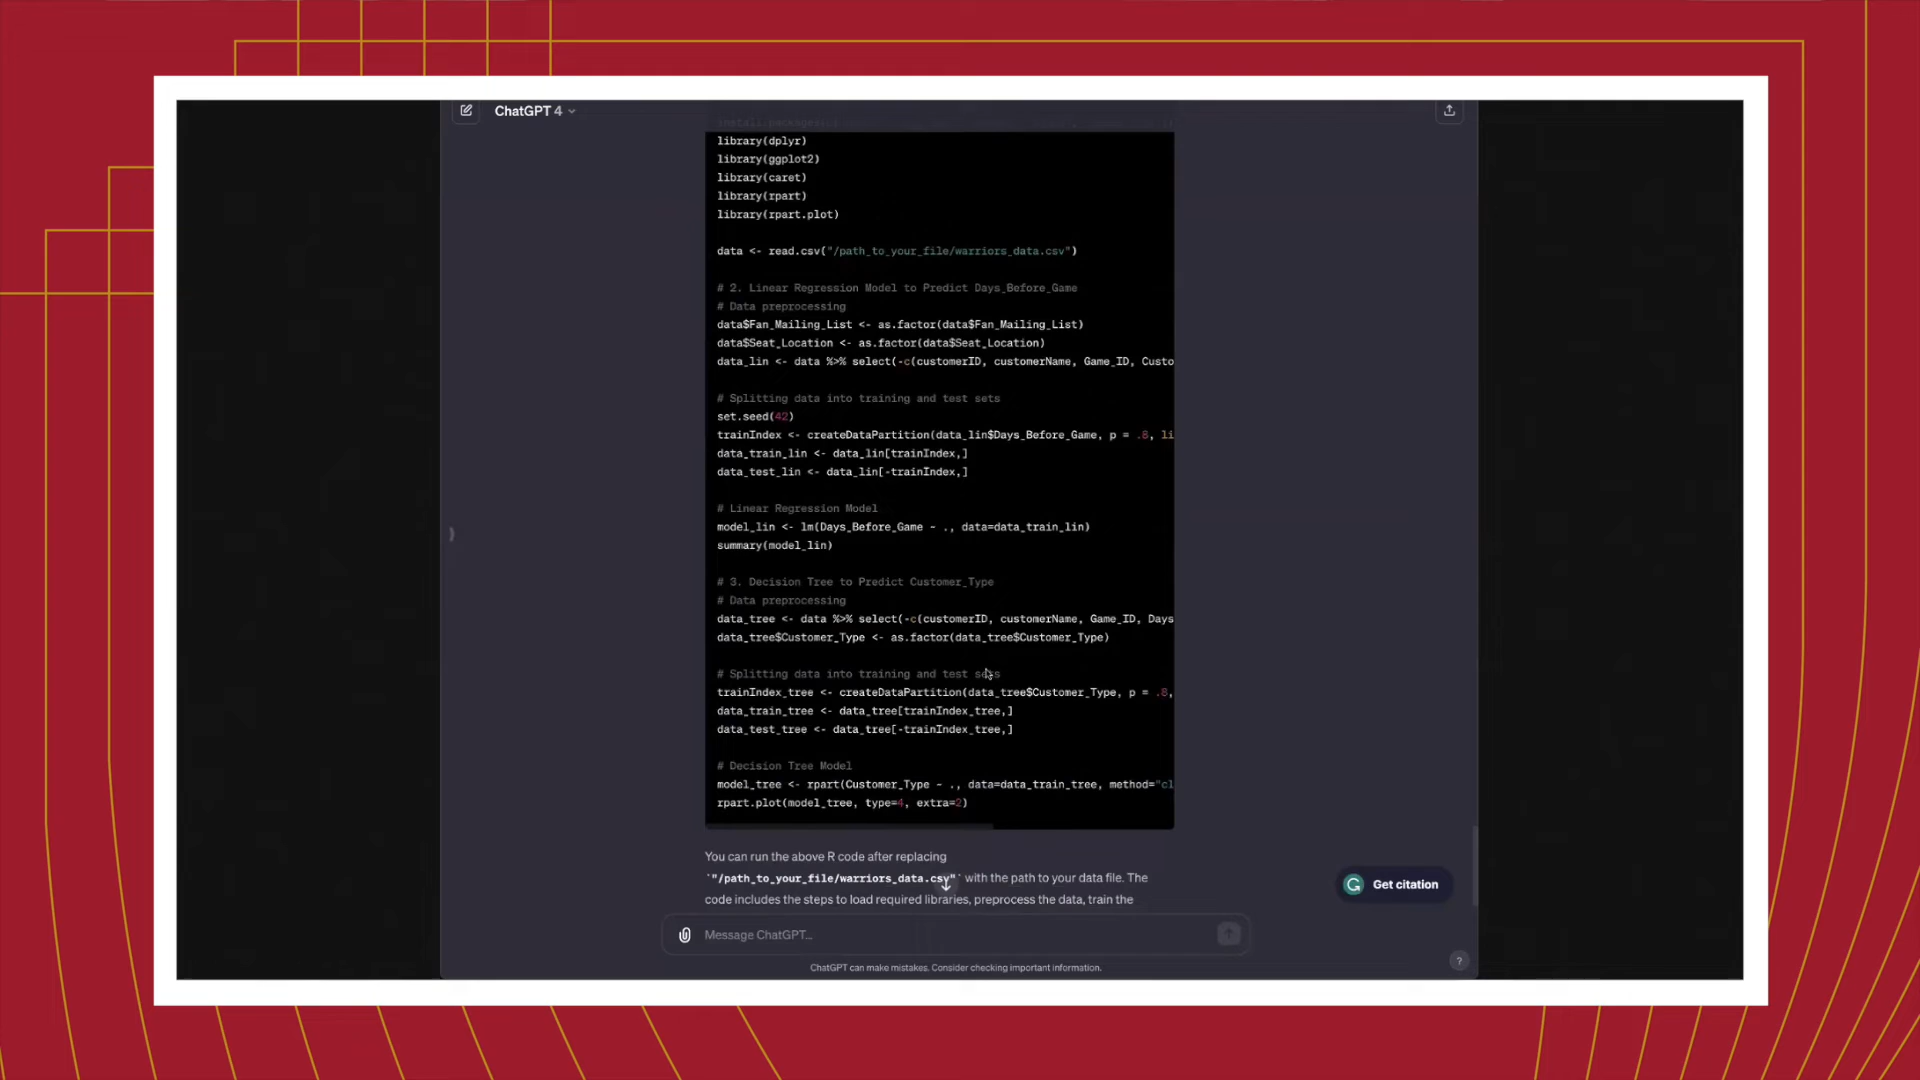 ChatGPT 4
install.packages(
library(dplyr)
library(ggplot2)
library(caret)
library(rpart)
library(rpart.plot)
data <- read.csv("/path_to_your_file/warriors_data.csv")
# 2. Linear Regression Model to Predict Days_Before_Game
# Data preprocessing
data$Fan_Mailing_List <- as.factor(data$Fan_Mailing_List)
data$Seat_Location <- as.factor(data$Seat_Location)
data_lin <- data %>% select(-c(customerID, customerName, Game_ID, Custo
# Splitting data into training and test sets
set.seed(42)
trainIndex <- createDataPartition(data_lin$Days_Before_Game, p = .8, li
data_train_lin <- data_lin[trainIndex,]
data_test_lin <- data_lin[-trainIndex,]
# Linear Regression Model
model_lin <- lm(Days_Before_Game ~ ., data=data_train_lin)
summary(model_lin)
# 3. Decision Tree to Predict Customer_Type
# Data preprocessing
data_tree <- data %>% select(-c(customerID, customerName, Game_ID, Days
data_tree$Customer_Type <- as.factor(data_tree$Customer_Type)
# Splitting data into training and test sets
trainIndex_tree <- createDataPartition(data_tree$Customer_Type, p = .8,
data_train_tree <- data_tree[trainIndex_tree,]
data_test_tree <- data_tree[-trainIndex_tree,]
# Decision Tree Model
model_tree <- rpart(Customer_Type ~ ., data=data_train_tree, method="cl
rpart.plot(model_tree, type=4, extra=2)
You can run the above R code after replacing
`"/path_to_your_file/warriors_data.csv"` with the path to your data file. The
code includes the steps to load required libraries, preprocess the data, train the
Get citation
Message ChatGPT...
ChatGPT can make mistakes. Consider checking important information.
?